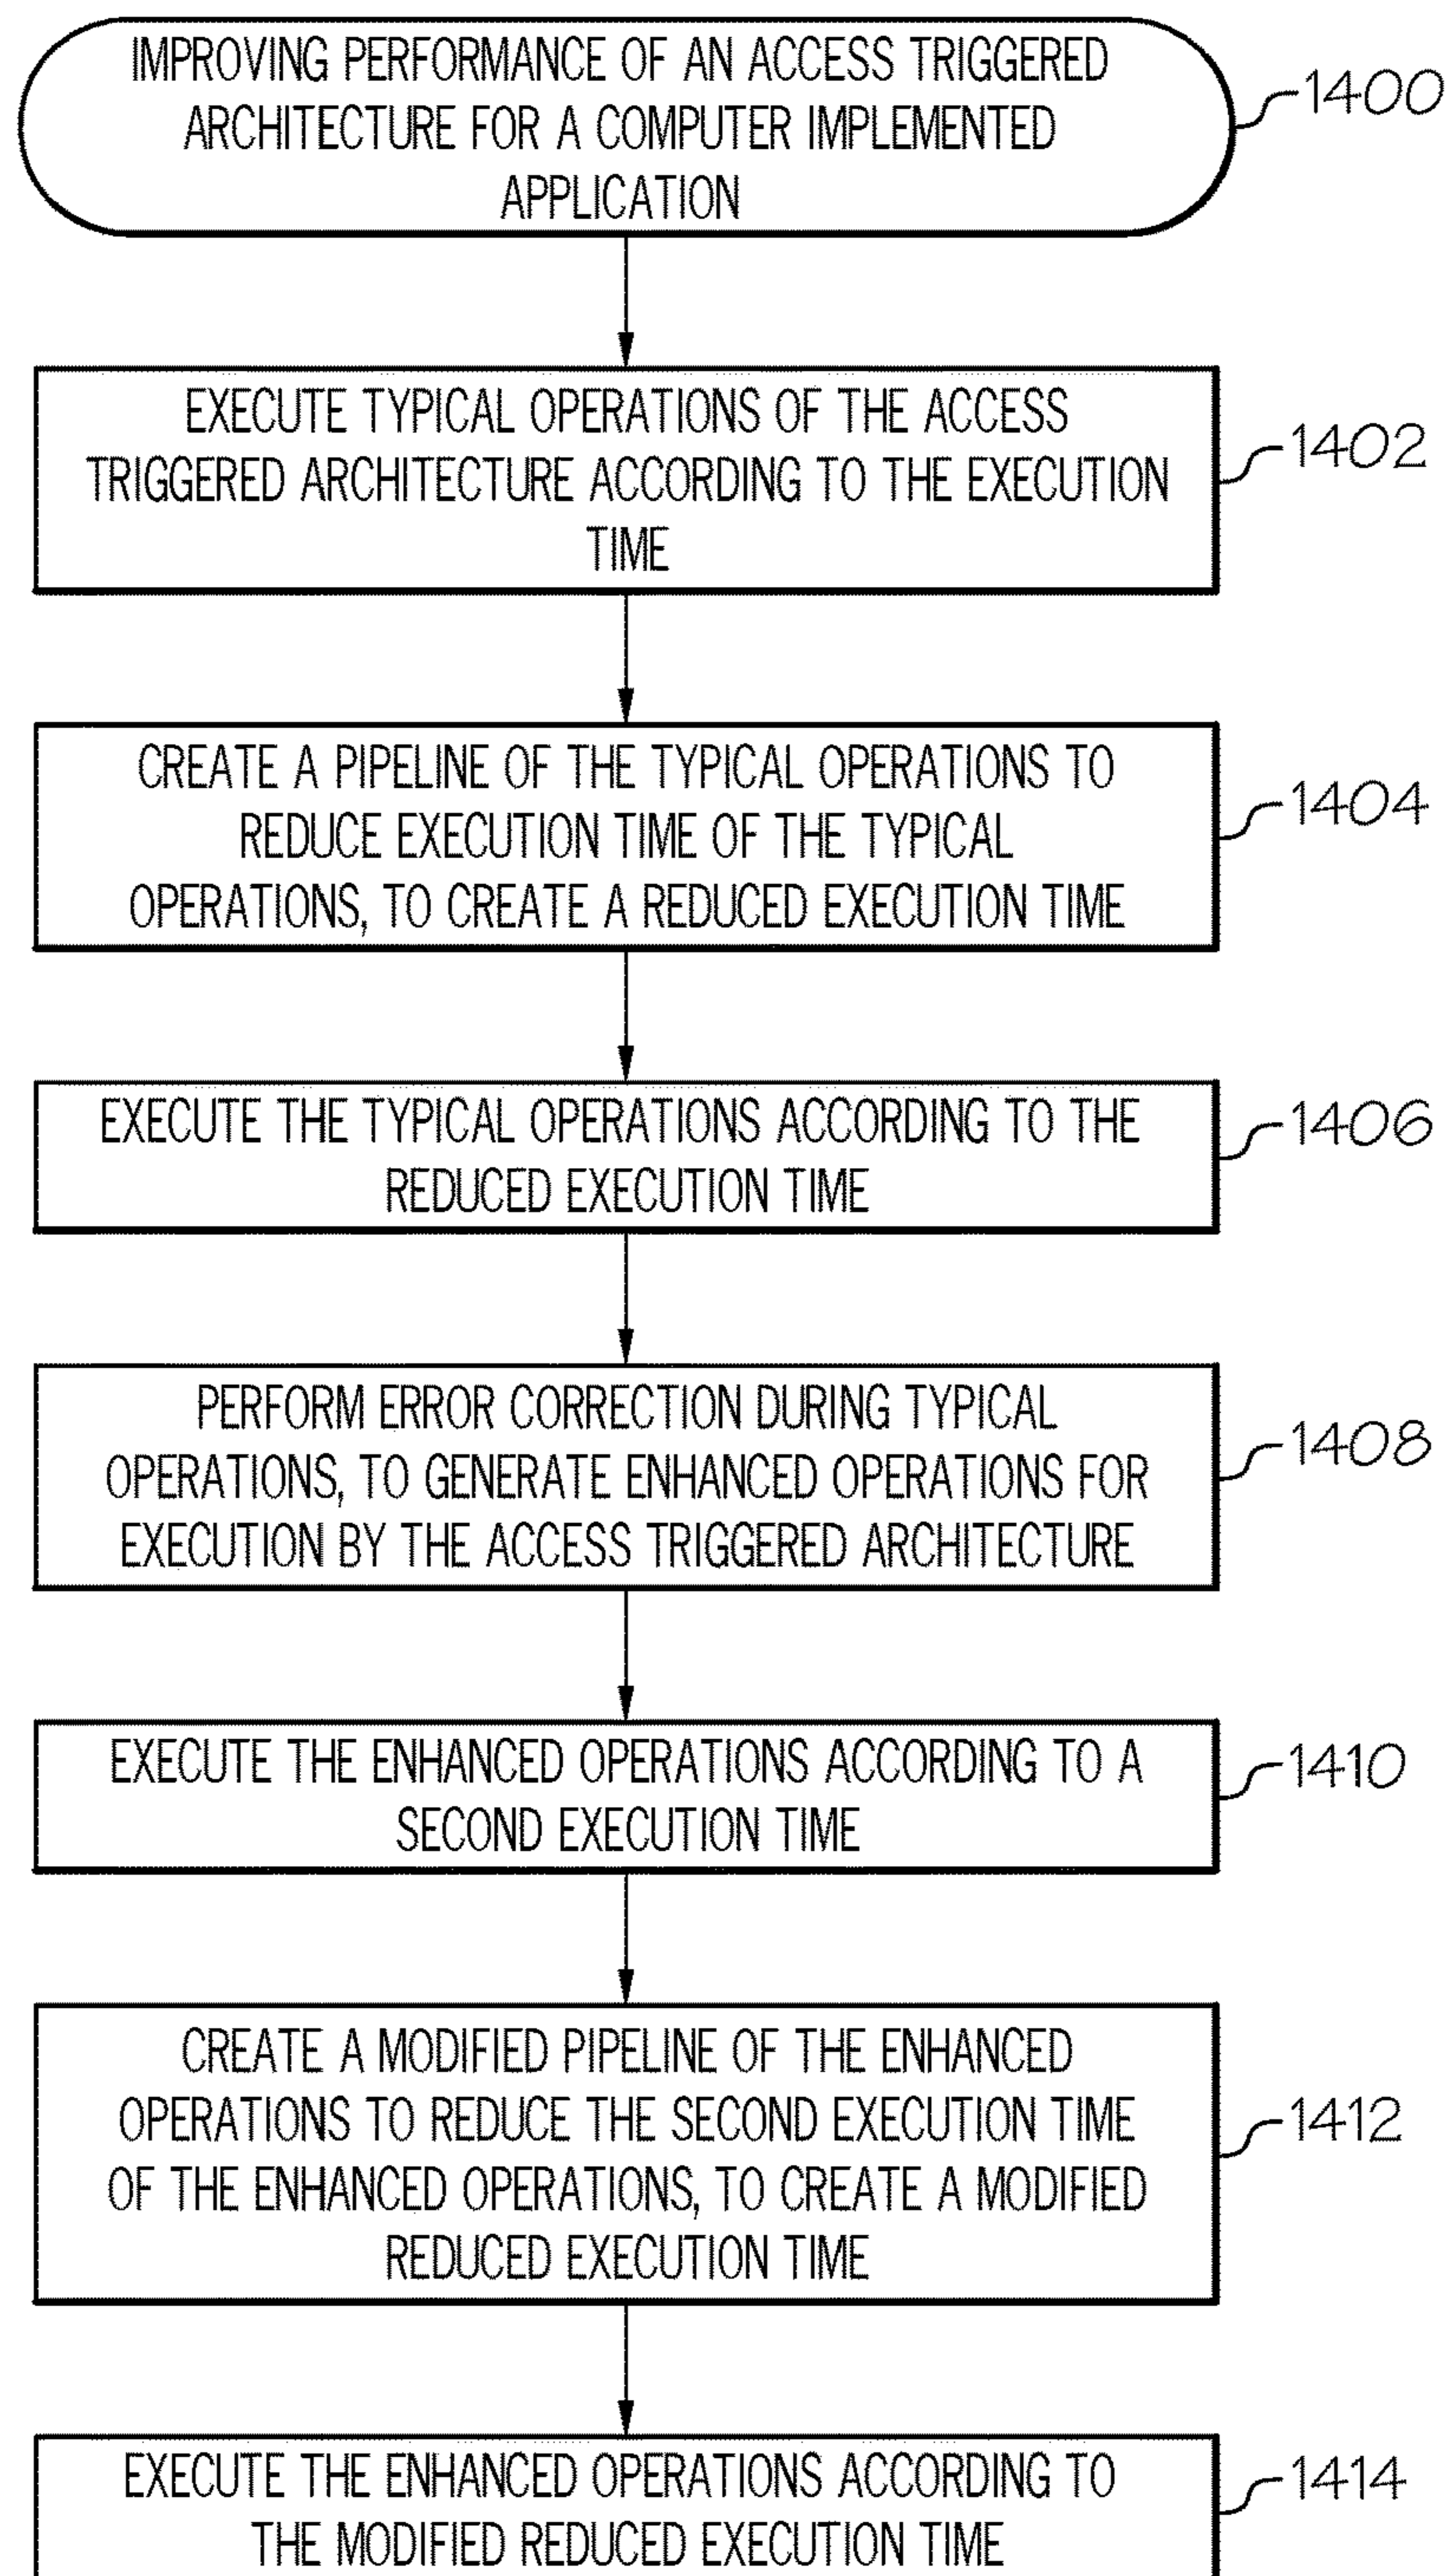 IMPROVING PERFORMANCE OF AN ACCESS TRIGGERED
ARCHITECTURE FOR A COMPUTER IMPLEMENTED
APPLICATION
1400
EXECUTE TYPICAL OPERATIONS OF THE ACCESS
TRIGGERED ARCHITECTURE ACCORDING TO THE EXECUTION
TIME
1402
CREATE A PIPELINE OF THE TYPICAL OPERATIONS TO
REDUCE EXECUTION TIME OF THE TYPICAL
OPERATIONS, TO CREATE A REDUCED EXECUTION TIME
1404
EXECUTE THE TYPICAL OPERATIONS ACCORDING TO THE
REDUCED EXECUTION TIME
1406
PERFORM ERROR CORRECTION DURING TYPICAL
OPERATIONS, TO GENERATE ENHANCED OPERATIONS FOR
EXECUTION BY THE ACCESS TRIGGERED ARCHITECTURE
1408
EXECUTE THE ENHANCED OPERATIONS ACCORDING TO A
SECOND EXECUTION TIME
1410
CREATE A MODIFIED PIPELINE OF THE ENHANCED
OPERATIONS TO REDUCE THE SECOND EXECUTION TIME
OF THE ENHANCED OPERATIONS, TO CREATE A MODIFIED
REDUCED EXECUTION TIME
1412
EXECUTE THE ENHANCED OPERATIONS ACCORDING TO
THE MODIFIED REDUCED EXECUTION TIME
1414